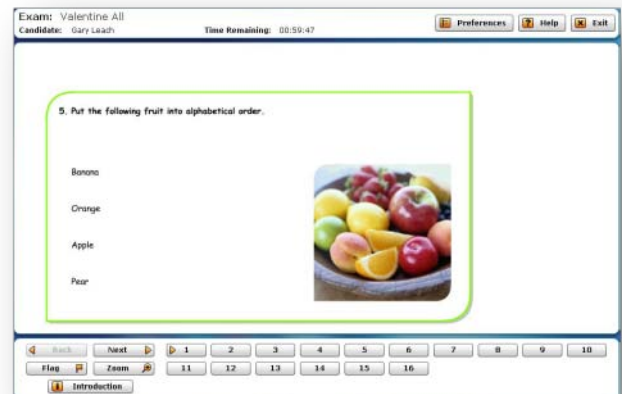 Exam: Valentine All
Candidate: Gary Leach Time Remaining: 00:59:47 Preferences Help Exit
5. Put the following fruit into alphabetical order.
Banana
Orange
Apple
Pear
Back Next 1 2 3 4 5 6 7 8 9 10
Flag Zoom 11 12 13 14 15 16
Introduction